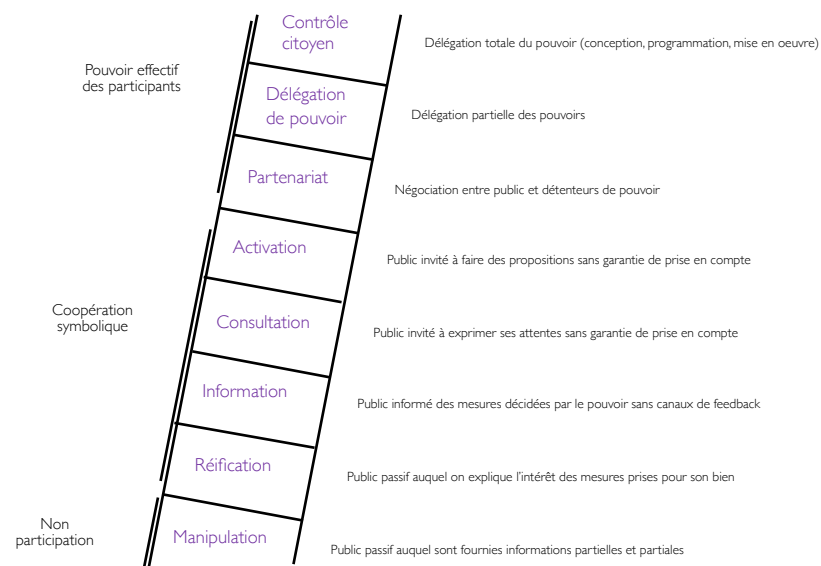 Contrôle
citoyen
Délégation totale du pouvoir (conception, programmation, mise en oeuvre)
Pouvoir effectif
des participants
Délégation
de pouvoir
Délégation partielle des pouvoirs
Partenariat
Négociation entre public et détenteurs de pouvoir
Activation
Public invité à faire des propositions sans garantie de prise en compte
Coopération
symbolique
Consultation
Public invité à exprimer ses attentes sans garantie de prise en compte
Information
Public informé des mesures décidées par le pouvoir sans canaux de feedback
Réification
Public passif auquel on explique l'intérêt des mesures prises pour son bien
Non
participation
Manipulation
Public passif auquel sont fournies informations partielles et partiales